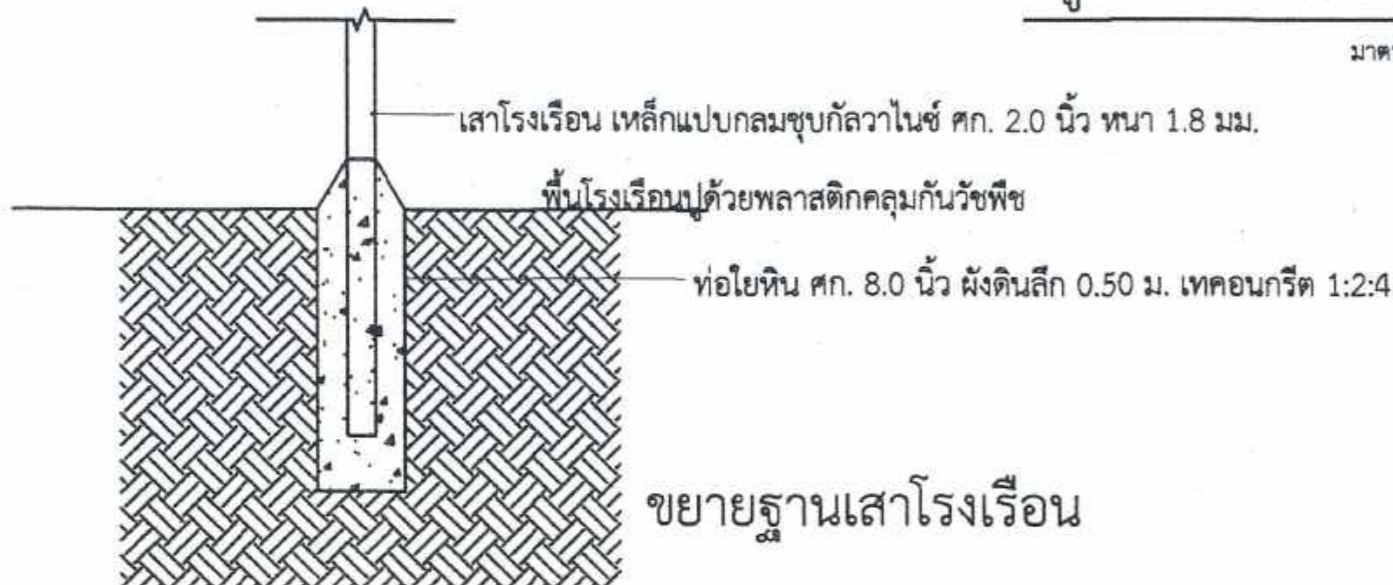 เสาโรงเรือน เหล็กแปบกลมชุบกัลวาไนซ์ ศก. 2.0 นิ้ว หนา 1.8 มม.
พื้นโรงเรือนปูด้วยพลาสติกคลุมกันวัชพืช
ท่อใยหิน ศก. 8.0 นิ้ว ผังดินลึก 0.50 ม. เทคอนกรีต 1:2:4
ขยายฐานเสาโรงเรือน